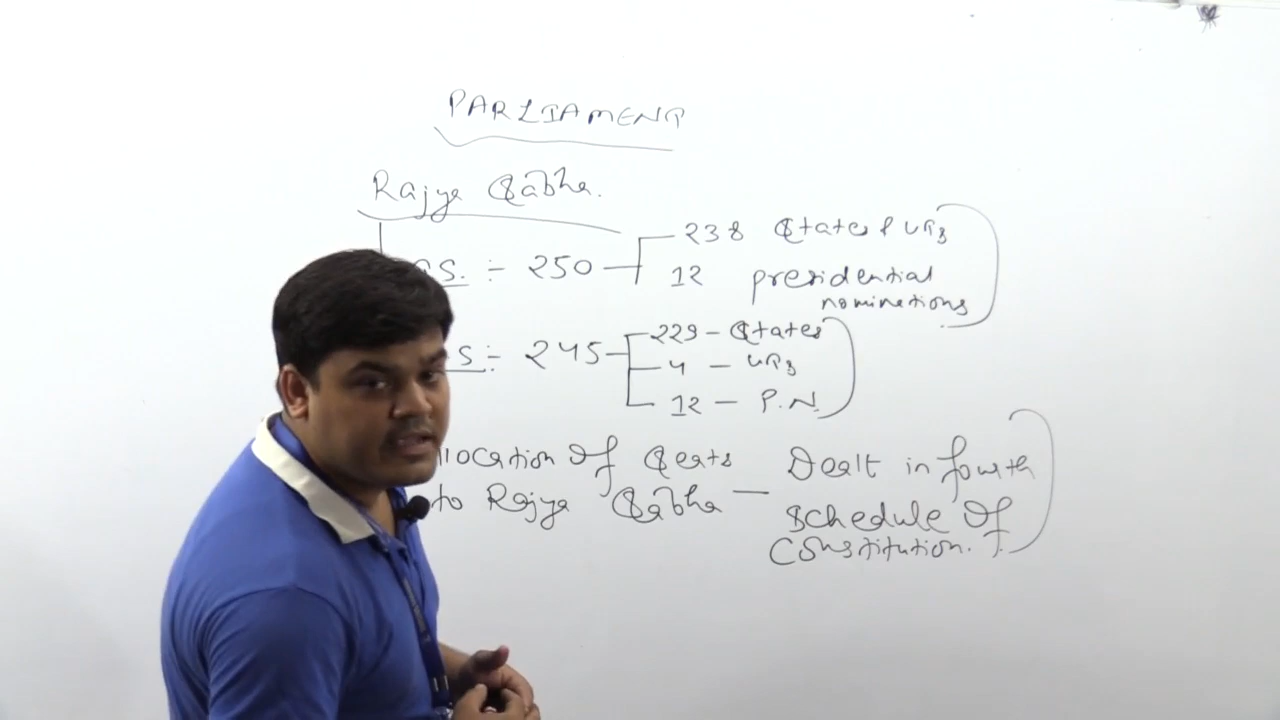 PARLIAMENT
Rajya Sabha.
S. :- 250 238 States & UTs
12 presidential
nominations
S :- 245 229 - States
4 - UTs
12 - P.N.
llocation of Seats - Dealt in fourth
to Rajya Sabha schedule of
constitution.